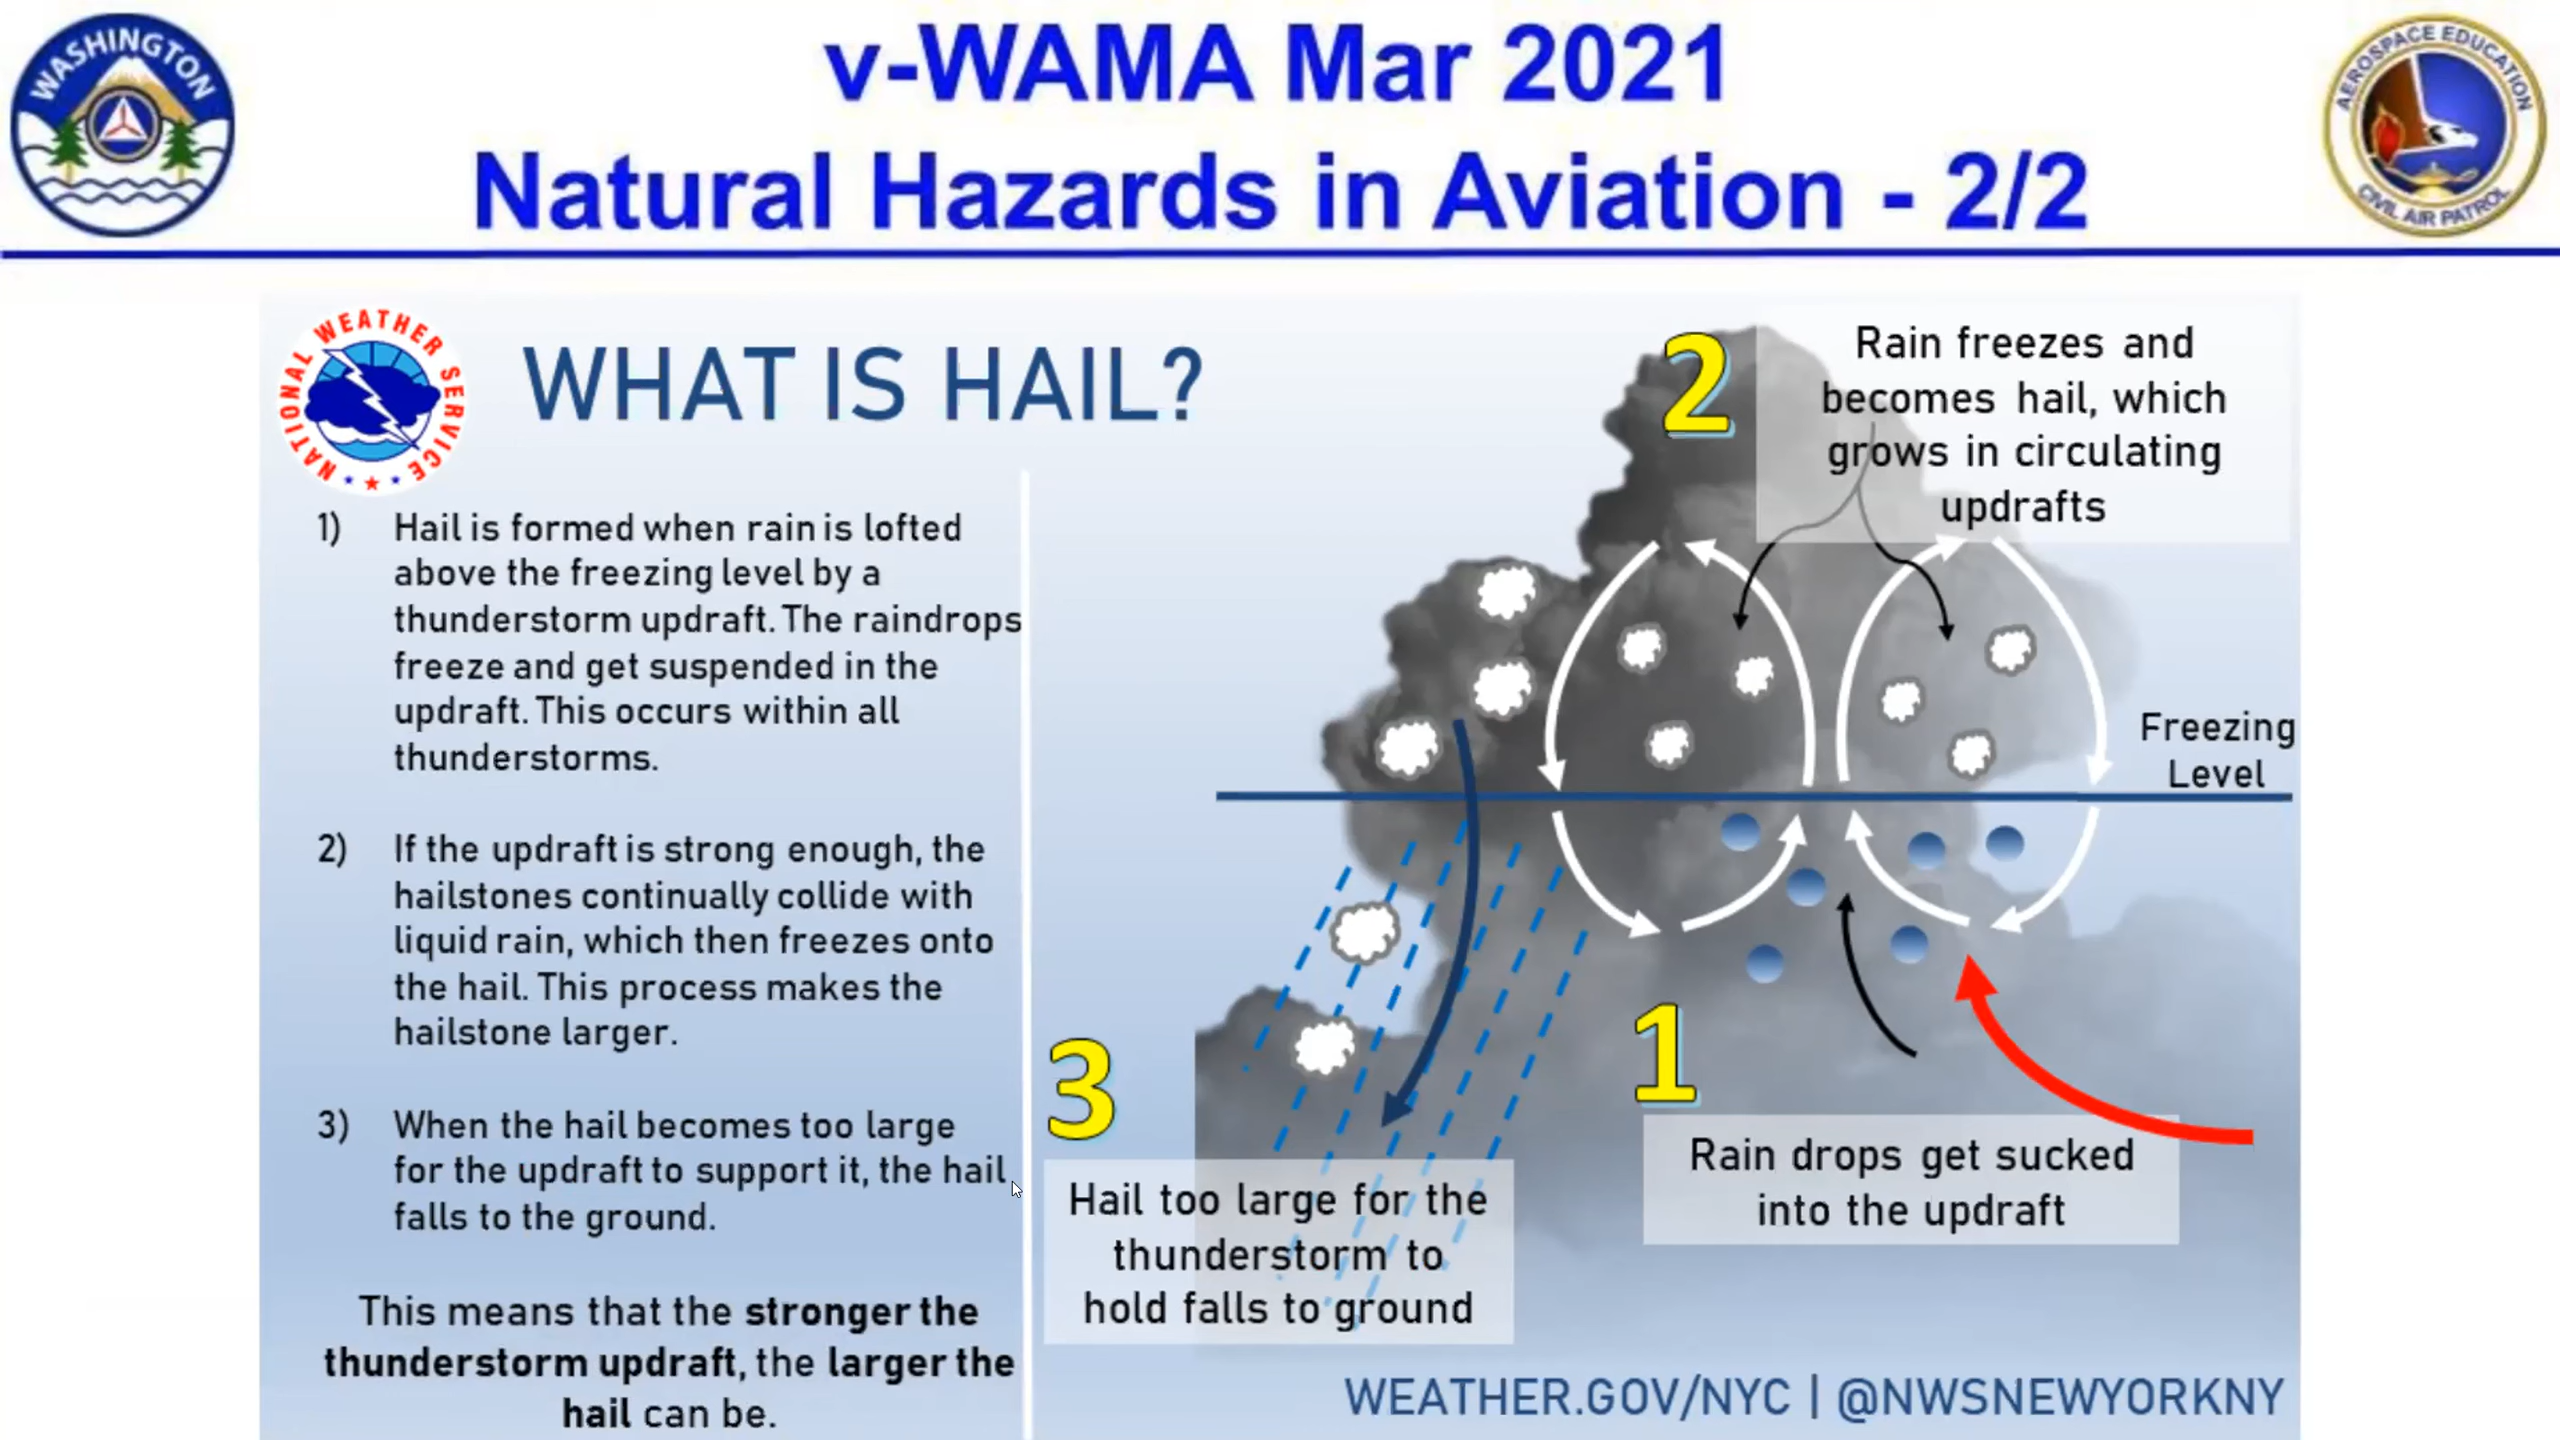 WASHINGTON
v-WAMA Mar 2021
Natural Hazards in Aviation - 2/2
AEROSPACE EDUCATION
CIVIL AIR PATROL
NATIONAL WEATHER SERVICE
WHAT IS HAIL?
1) Hail is formed when rain is lofted
above the freezing level by a
thunderstorm updraft. The raindrops
freeze and get suspended in the
updraft. This occurs within all
thunderstorms.
2) If the updraft is strong enough, the
hailstones continually collide with
liquid rain, which then freezes onto
the hail. This process makes the
hailstone larger.
3) When the hail becomes too large
for the updraft to support it, the hail
falls to the ground.
This means that the stronger the
thunderstorm updraft, the larger the
hail can be.
2
Rain freezes and
becomes hail, which
grows in circulating
updrafts
Freezing
Level
1
Rain drops get sucked
into the updraft
3
Hail too large for the
thunderstorm to
hold falls to ground
WEATHER.GOV/NYC | @NWSNEWYORKNY